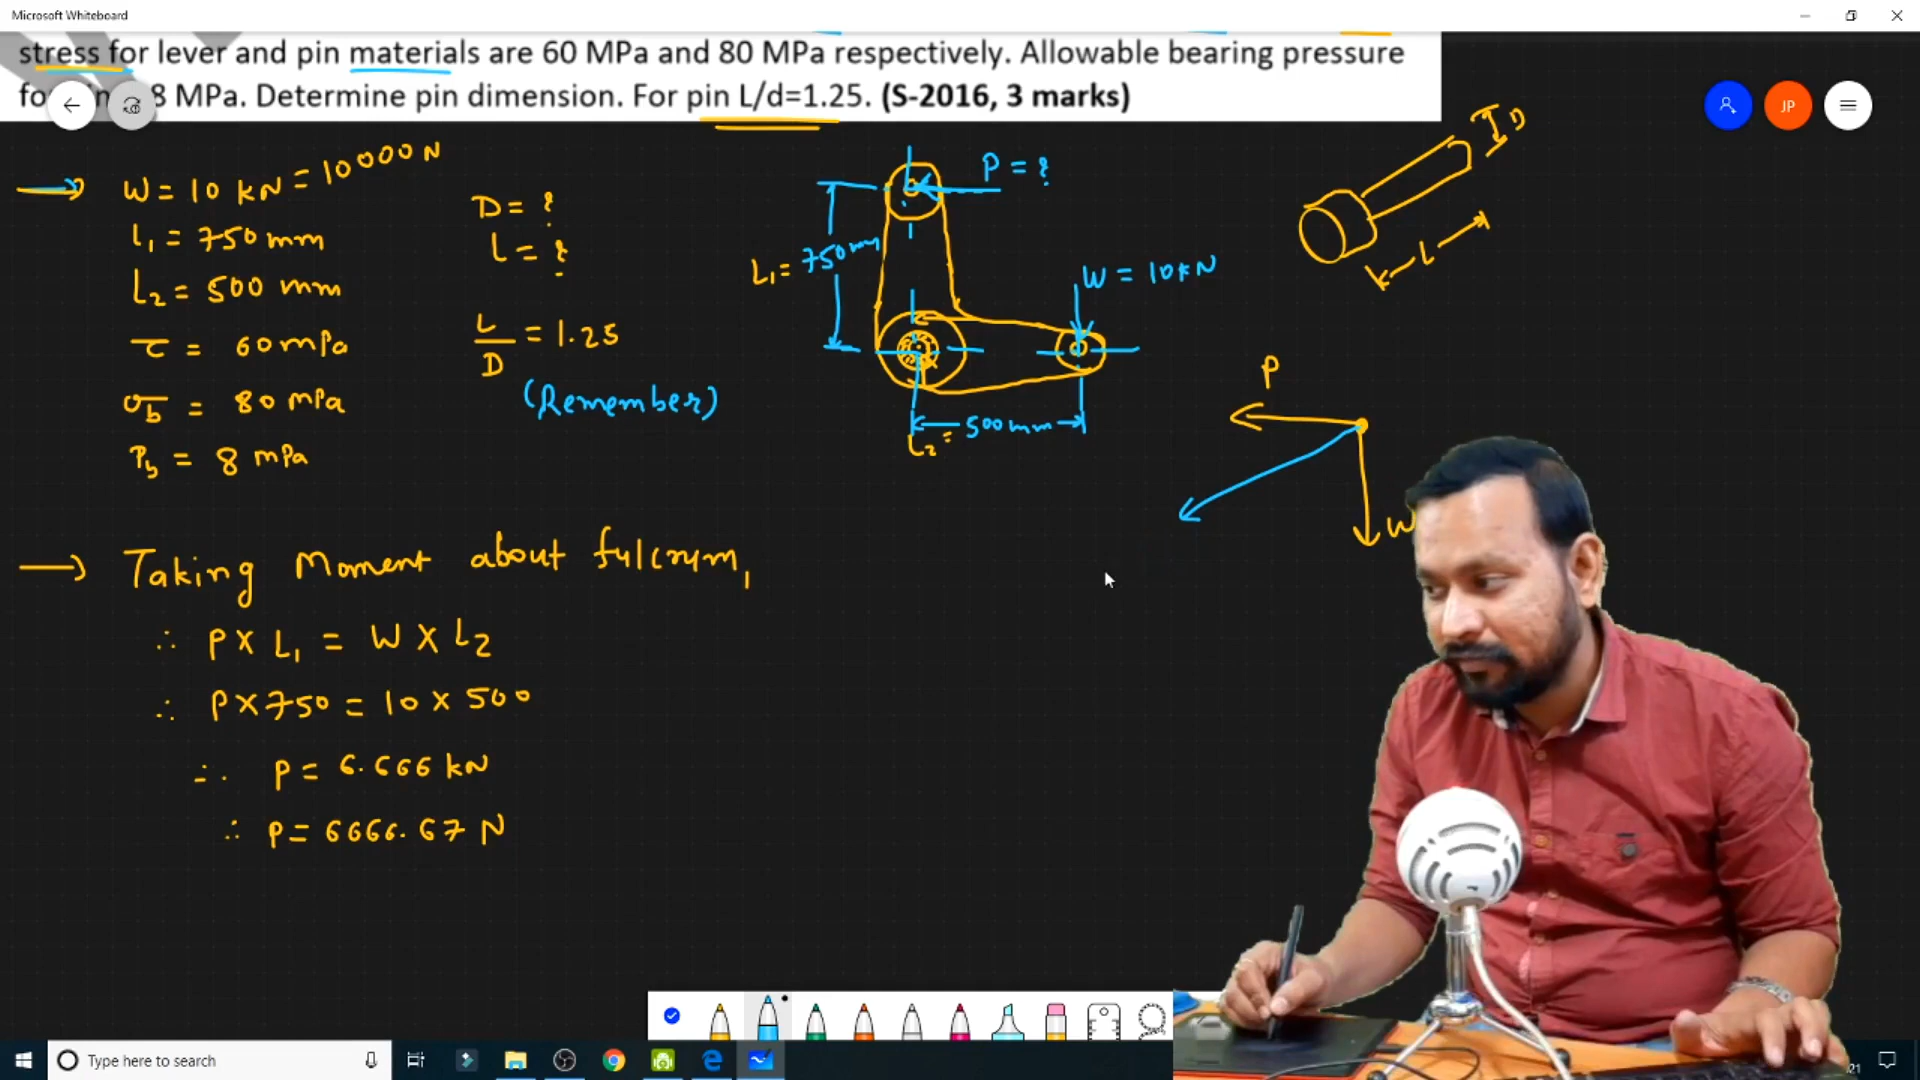 Microsoft Whiteboard
stress for lever and pin materials are 60 MPa and 80 MPa respectively. Allowable bearing pressure
8 MPa. Determine pin dimension. For pin L/d=1.25. (S-2016, 3 marks)
JP
W = 10 kN = 10000 N
L1 = 750 mm
L2 = 500 mm
τ = 60 mPa
σb = 80 mPa
Pb = 8 mPa
D = ?
l = ?
L/D = 1.25
(Remember)
P = ?
L1 = 750 mm
W = 10 kN
L2 = 500 mm
D
L
P
W
→ Taking Moment about fulcrum,
∴ P X L1 = W X L2
∴ P X 750 = 10 X 500
∴ P = 6.666 kN
∴ P = 6666.67 N
Type here to search
21